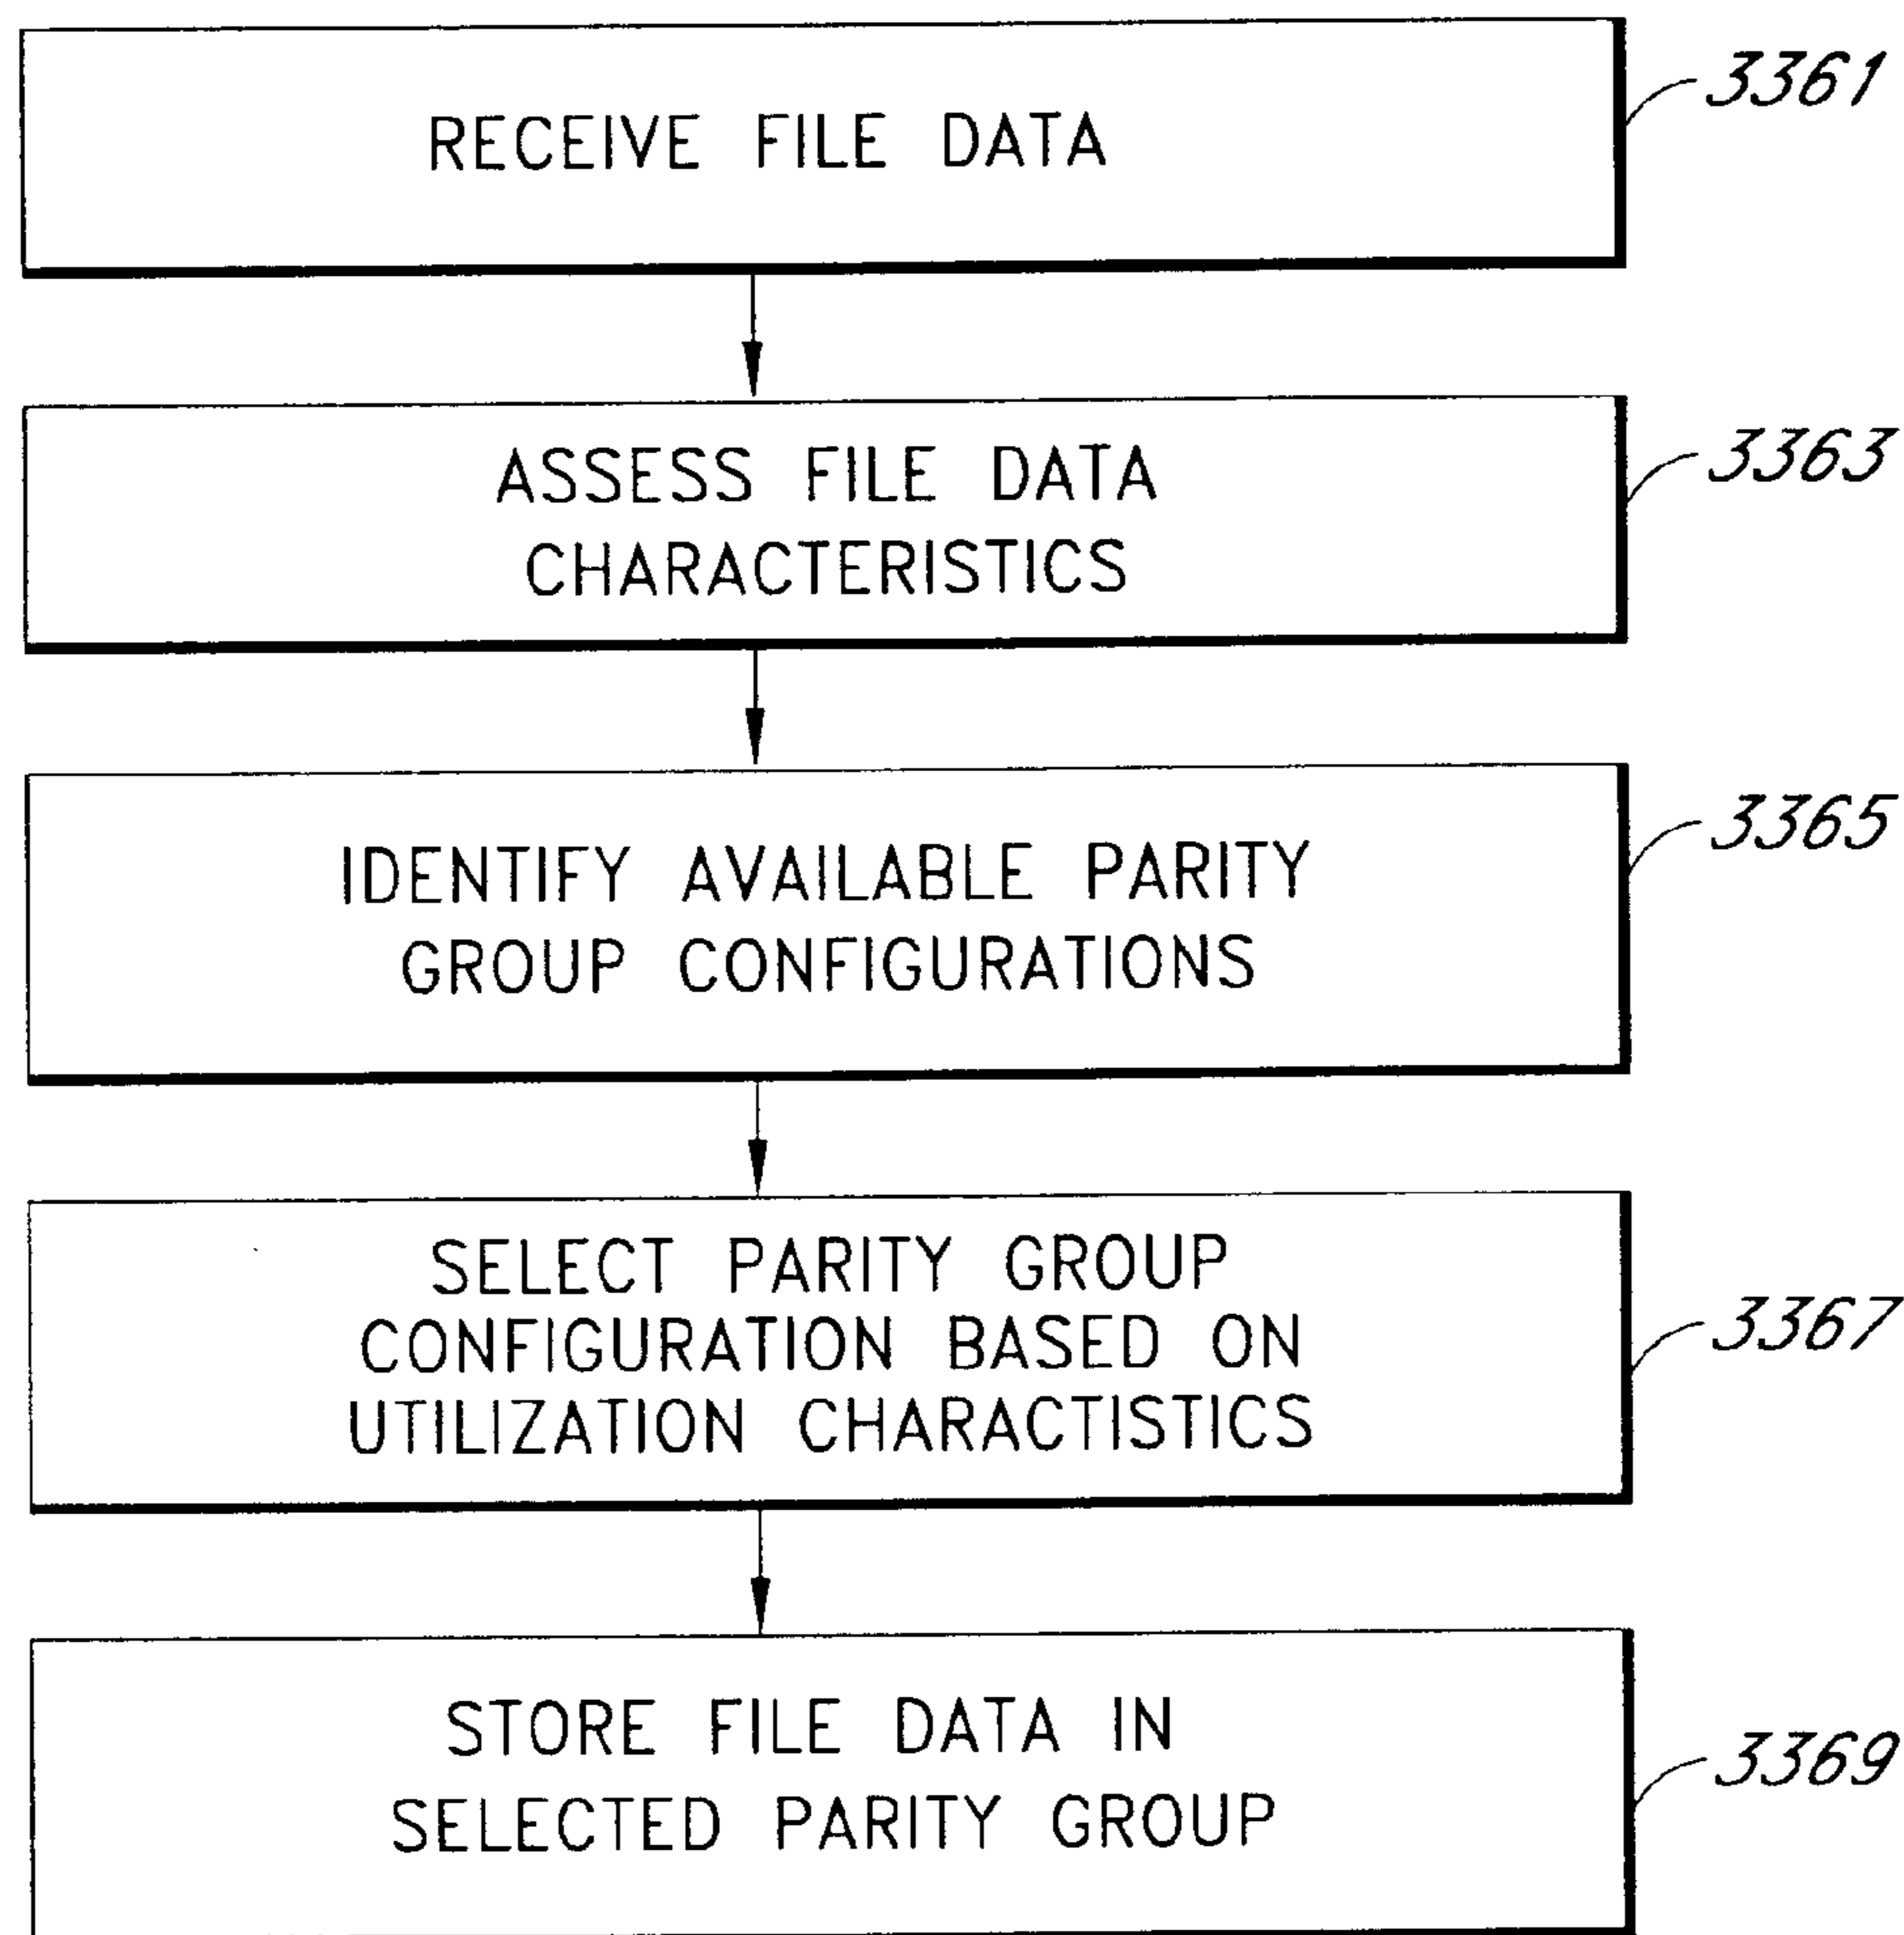 RECEIVE FILE DATA
3361
ASSESS FILE DATA
CHARACTERISTICS
3363
IDENTIFY AVAILABLE PARITY
GROUP CONFIGURATIONS
3365
SELECT PARITY GROUP
CONFIGURATION BASED ON
UTILIZATION CHARACTISTICS
3367
STORE FILE DATA IN
SELECTED PARITY GROUP
3369